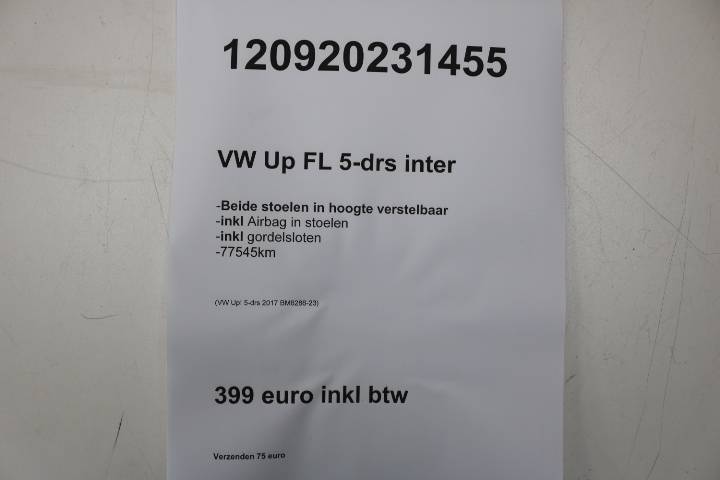 120920231455
VW Up FL 5-drs inter
-Beide stoelen in hoogte verstelbaar
-inkl Airbag in stoelen
-inkl gordelsloten
-77545km
(VW Up! 5-drs 2017 BM8288-23)
399 euro inkl btw
Verzenden 75 euro